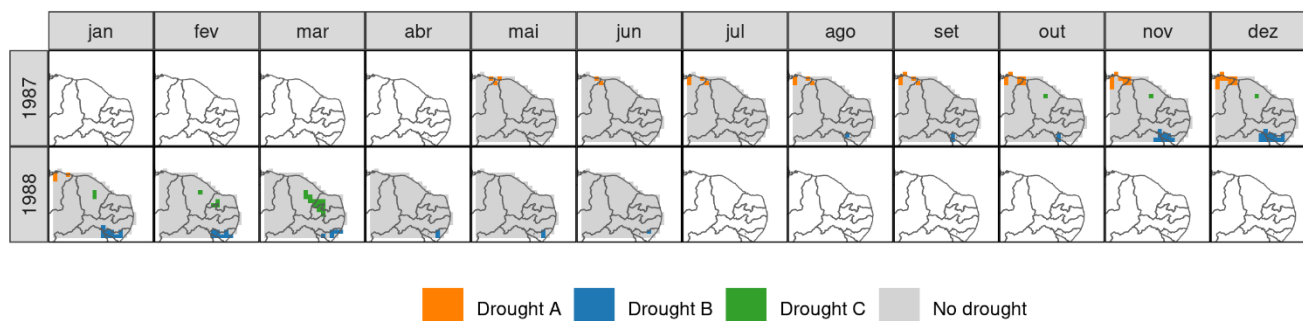 jan fev mar abr mai jun jul ago set out nov dez
1987
1988
Drought A Drought B Drought C No drought